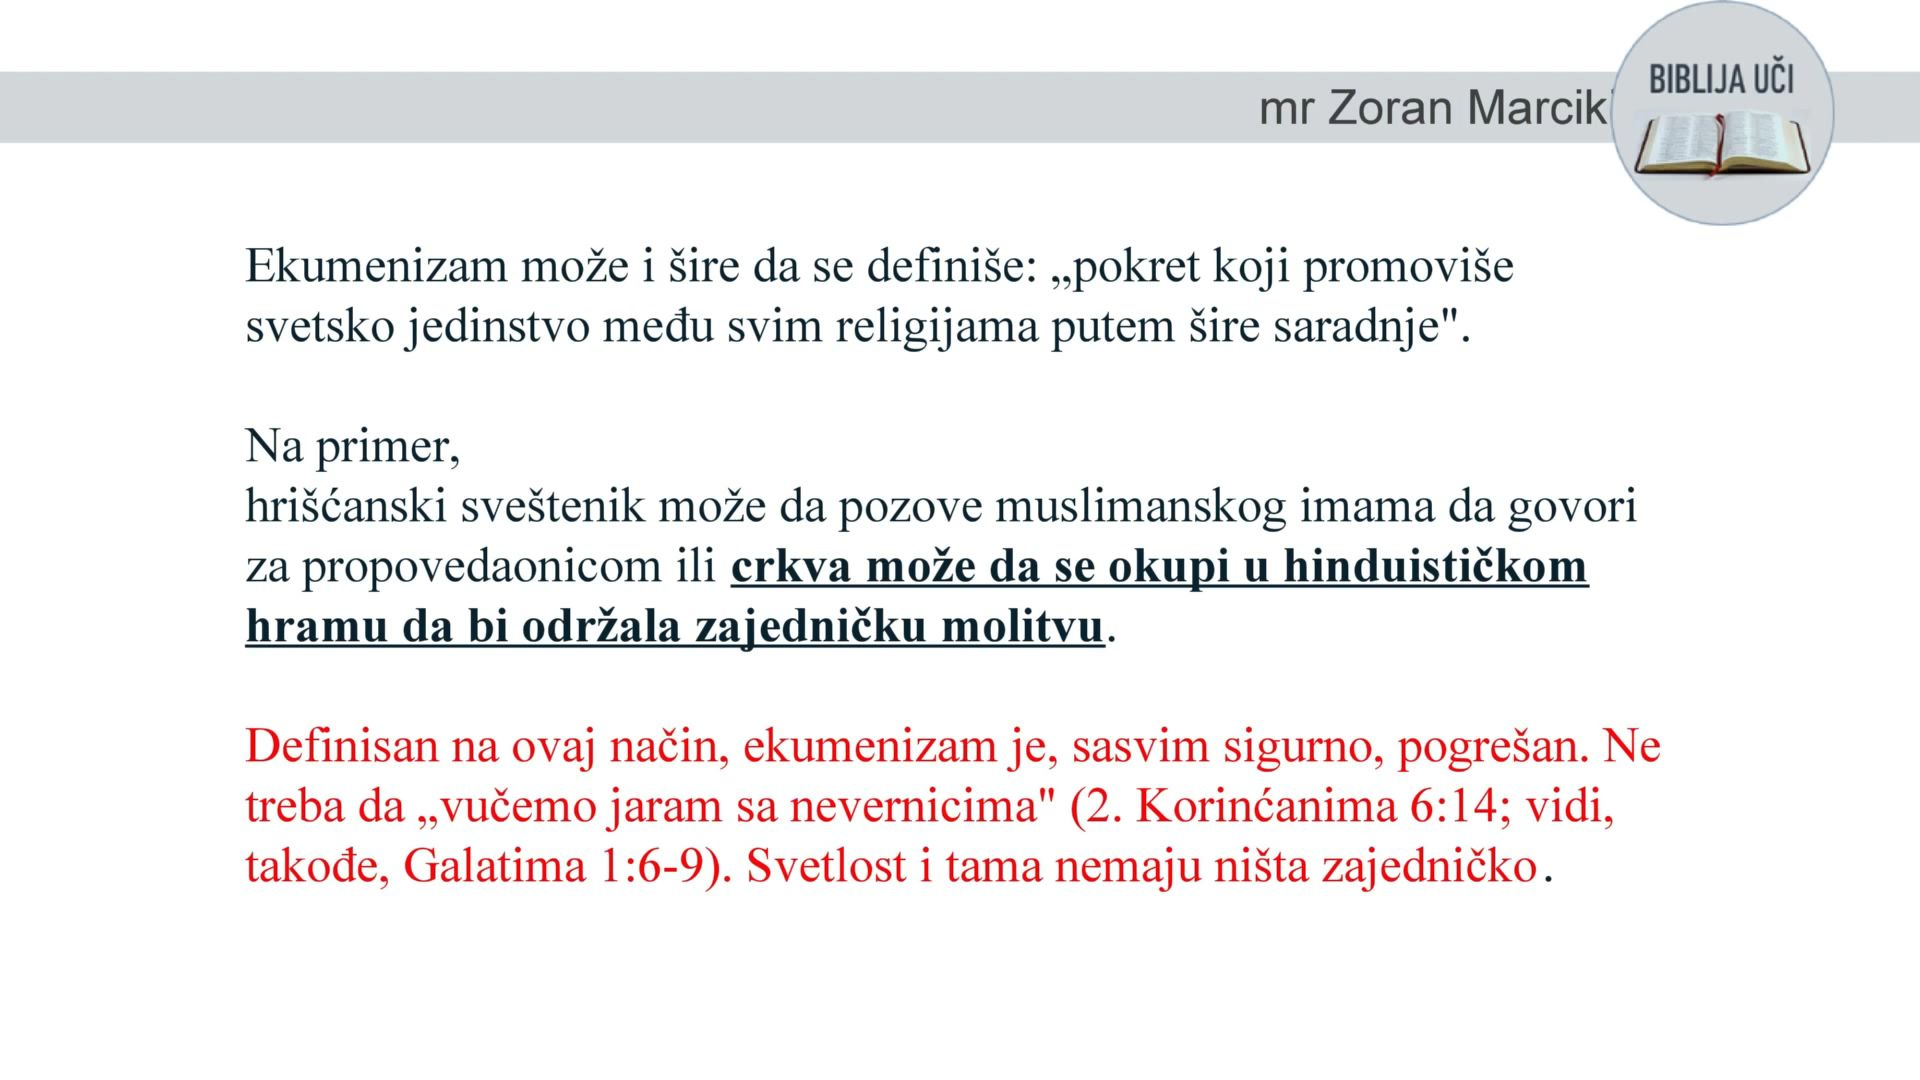 BIBLIJA UČI
mr Zoran Marcik
Ekumenizam može i šire da se definiše: „pokret koji promoviše
svetsko jedinstvo među svim religijama putem šire saradnje".
Na primer,
hrišćanski sveštenik može da pozove muslimanskog imama da govori
za propovedaonicom ili crkva može da se okupi u hinduističkom
hramu da bi održala zajedničku molitvu.
Definisan na ovaj način, ekumenizam je, sasvim sigurno, pogrešan. Ne
treba da „vučemo jaram sa nevernicima" (2. Korinćanima 6:14; vidi,
takođe, Galatima 1:6-9). Svetlost i tama nemaju ništa zajedničko.